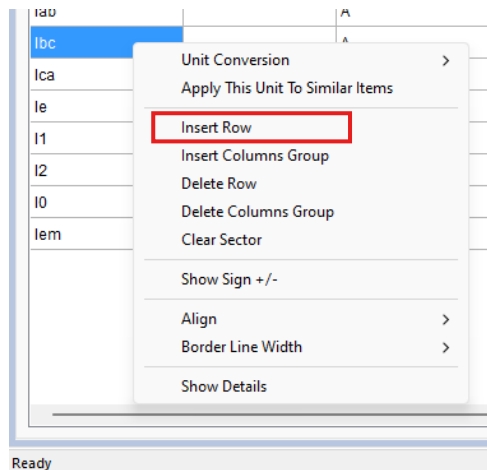 Iab A
Ibc A
Ica
Ie
I1
I2
I0
Iem
Unit Conversion
Apply This Unit To Similar Items
Insert Row
Insert Columns Group
Delete Row
Delete Columns Group
Clear Sector
Show Sign +/-
Align
Border Line Width
Show Details
Ready